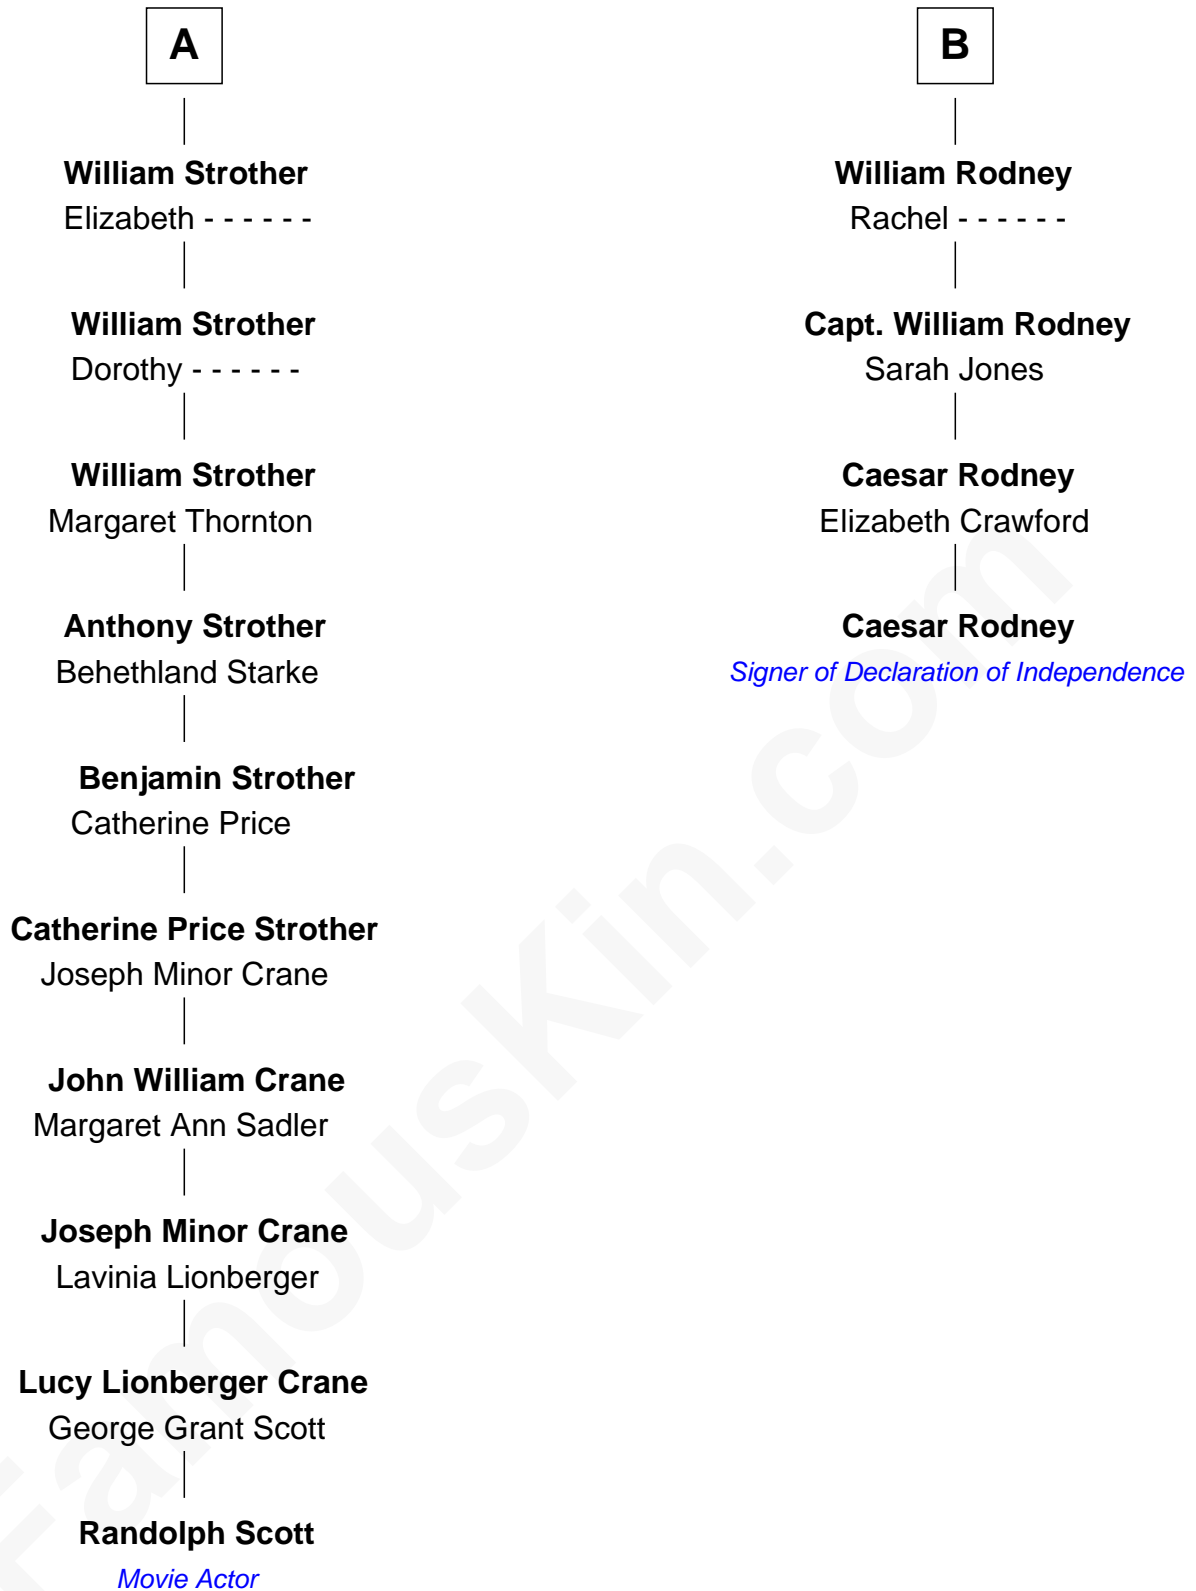 A
William Strother
Elizabeth - - - - - -
William Strother
Dorothy - - - - - -
William Strother
Margaret Thornton
Anthony Strother
Behethland Starke
Benjamin Strother
Catherine Price
Catherine Price Strother
Joseph Minor Crane
John William Crane
Margaret Ann Sadler
Joseph Minor Crane
Lavinia Lionberger
Lucy Lionberger Crane
George Grant Scott
Randolph Scott
Movie Actor
B
William Rodney
Rachel - - - - - -
Capt. William Rodney
Sarah Jones
Caesar Rodney
Elizabeth Crawford
Caesar Rodney
Signer of Declaration of Independence
FamousKin.com